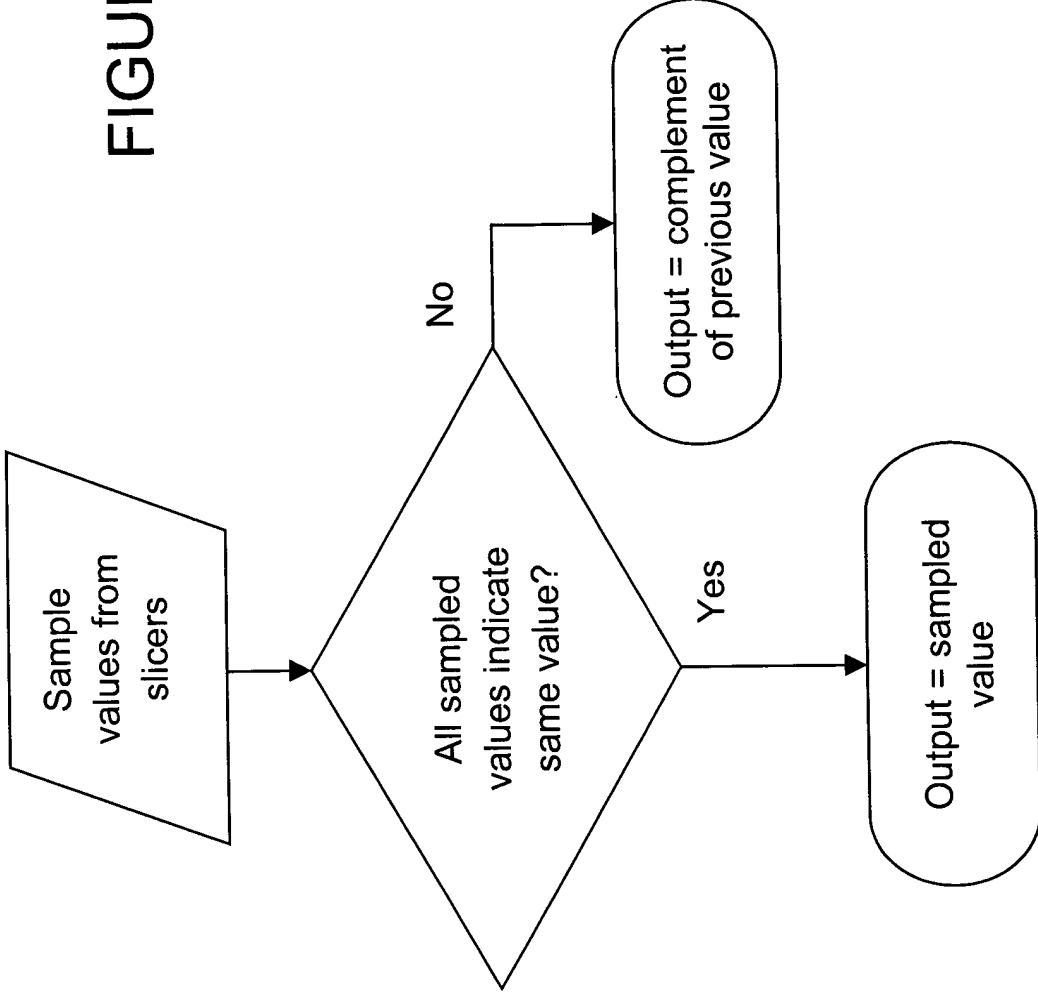 Sample
values from
slicers
All sampled
values indicate
same value?
No
Output = complement
of previous value
Yes
Output = sampled
value